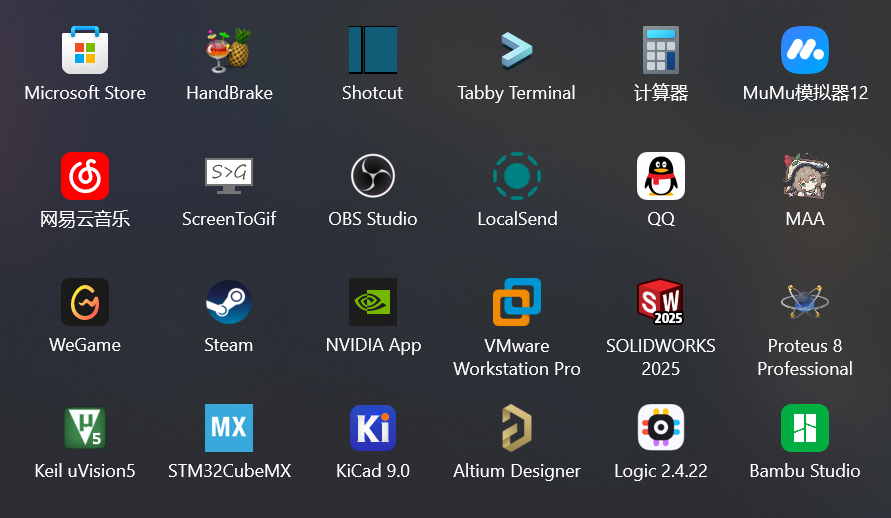 Microsoft Store
HandBrake
Shotcut
Tabby Terminal
计算器
MuMu模拟器12
S>G
网易云音乐
ScreenToGif
OBS Studio
LocalSend
QQ
MAA
SW
2025
WeGame
Steam
NVIDIA App
VMware
Workstation Pro
SOLIDWORKS
2025
Proteus 8
Professional
μ
V5
MX
Ki
Keil uVision5
STM32CubeMX
KiCad 9.0
Altium Designer
Logic 2.4.22
Bambu Studio